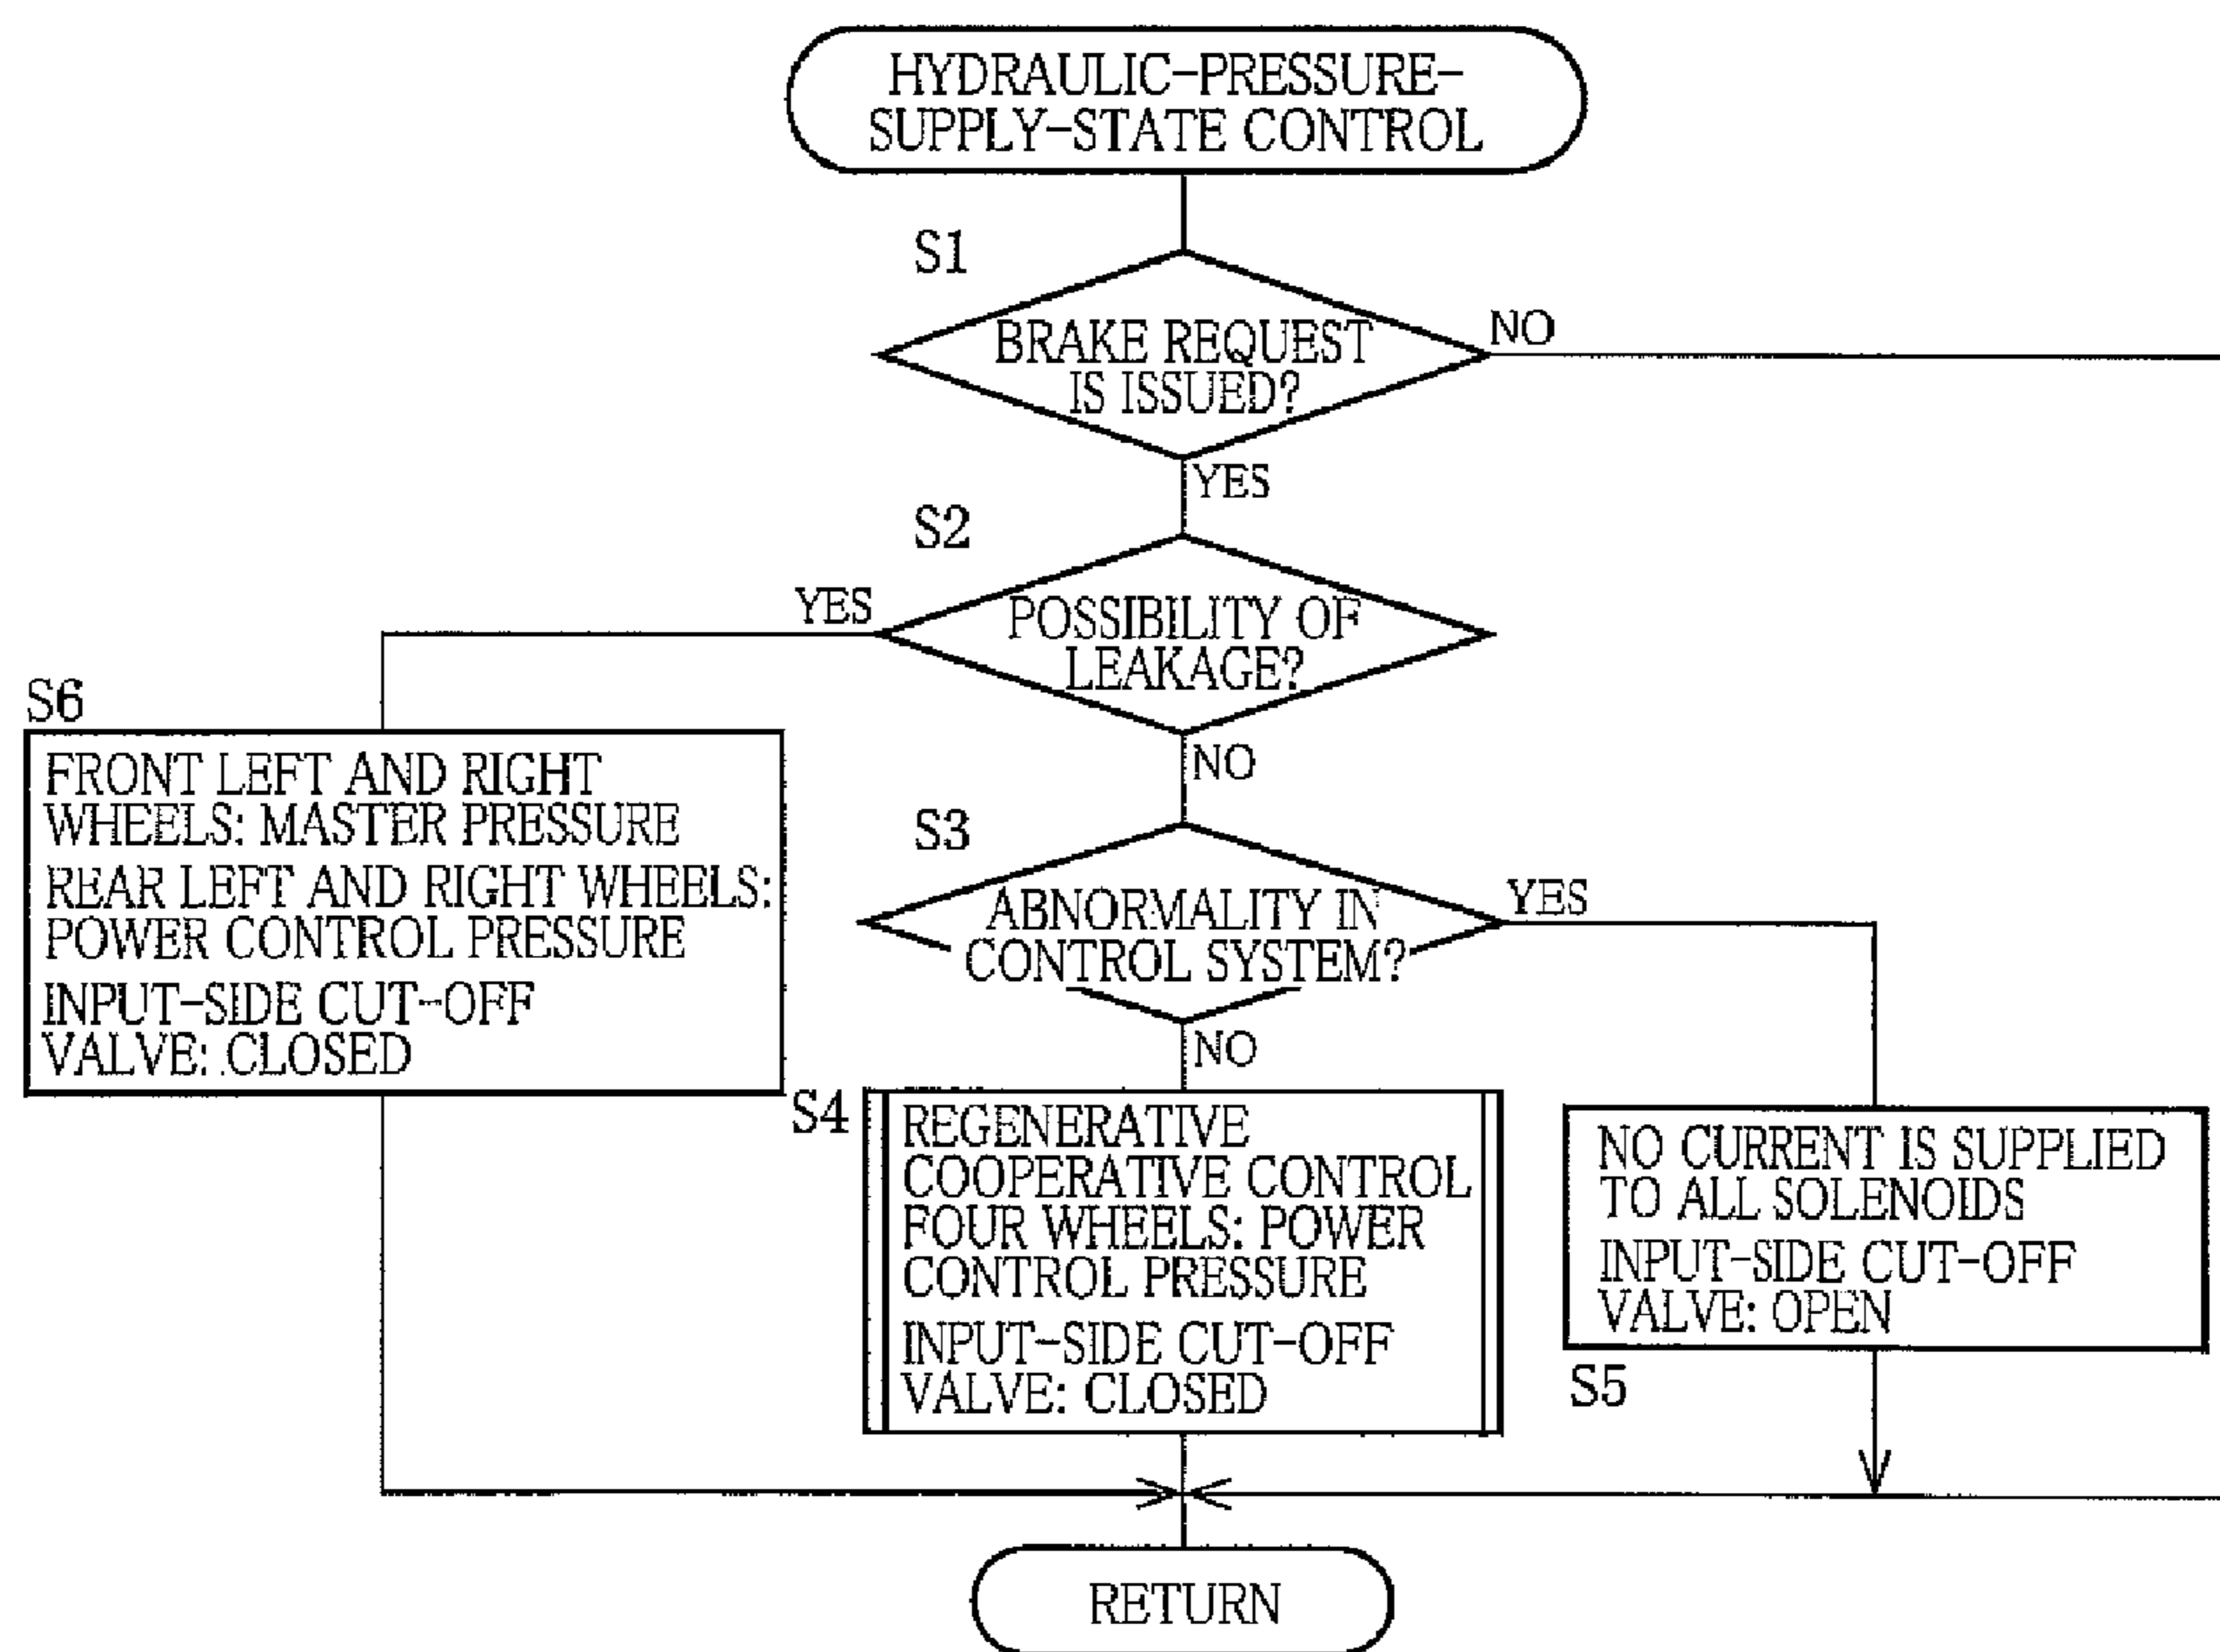 HYDRAULIC-PRESSURE-
SUPPLY-STATE CONTROL
S1
BRAKE REQUEST
IS ISSUED?
NO
YES
S2
POSSIBILITY OF
LEAKAGE?
YES
NO
S6
FRONT LEFT AND RIGHT
WHEELS: MASTER PRESSURE
REAR LEFT AND RIGHT WHEELS:
POWER CONTROL PRESSURE
INPUT-SIDE CUT-OFF
VALVE: CLOSED
S3
ABNORMALITY IN
CONTROL SYSTEM?
YES
NO
S4
REGENERATIVE
COOPERATIVE CONTROL
FOUR WHEELS: POWER
CONTROL PRESSURE
INPUT-SIDE CUT-OFF
VALVE: CLOSED
NO CURRENT IS SUPPLIED
TO ALL SOLENOIDS
INPUT-SIDE CUT-OFF
VALVE: OPEN
S5
RETURN